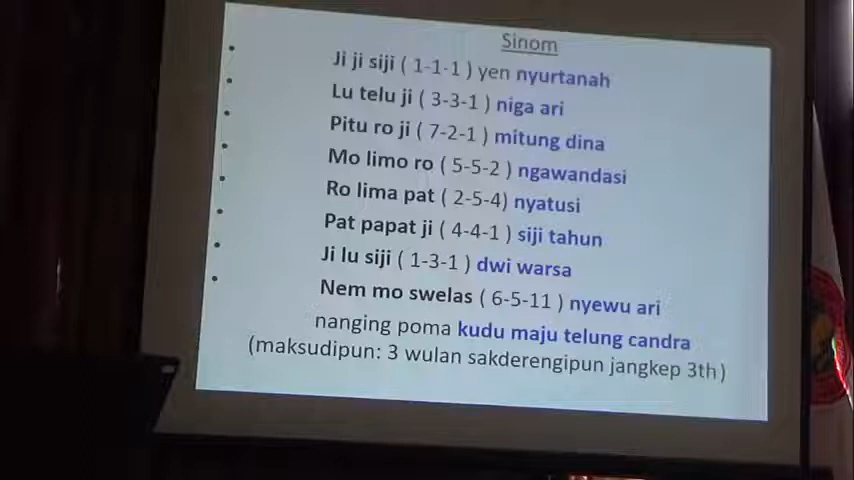 Sinom
• Ji ji siji ( 1-1-1 ) yen nyurtanah
• Lu telu ji ( 3-3-1 ) niga ari
• Pitu ro ji ( 7-2-1 ) mitung dina
• Mo limo ro ( 5-5-2 ) ngawandasi
• Ro lima pat ( 2-5-4) nyatusi
• Pat papat ji ( 4-4-1 ) siji tahun
• Ji lu siji ( 1-3-1 ) dwi warsa
• Nem mo swelas ( 6-5-11 ) nyewu ari
nanging poma kudu maju telung candra
(maksudipun: 3 wulan sakderengipun jangkep 3th)